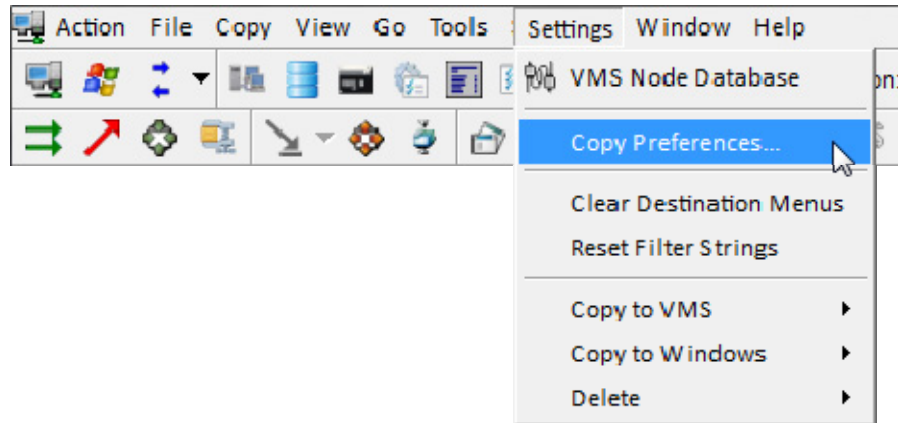 Action File Copy View Go Tools Settings Window Help
VMS Node Database
Copy Preferences...
Clear Destination Menus
Reset Filter Strings
Copy to VMS
Copy to Windows
Delete